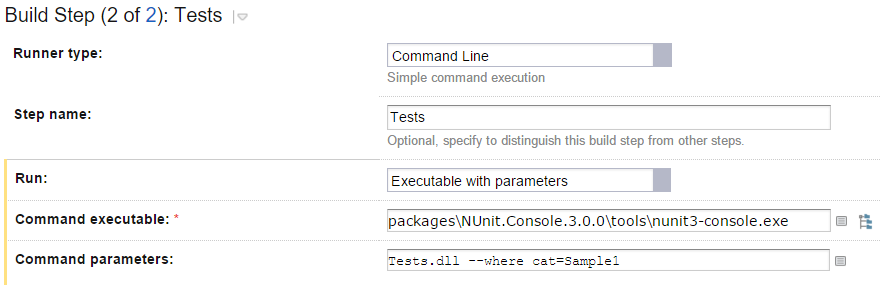 Build Step (2 of 2): Tests
Runner type:
Command Line
Simple command execution
Step name:
Tests
Optional, specify to distinguish this build step from other steps.
Run:
Executable with parameters
Command executable: *
packages\NUnit.Console.3.0.0\tools\nunit3-console.exe
Command parameters:
Tests.dll --where cat=Sample1